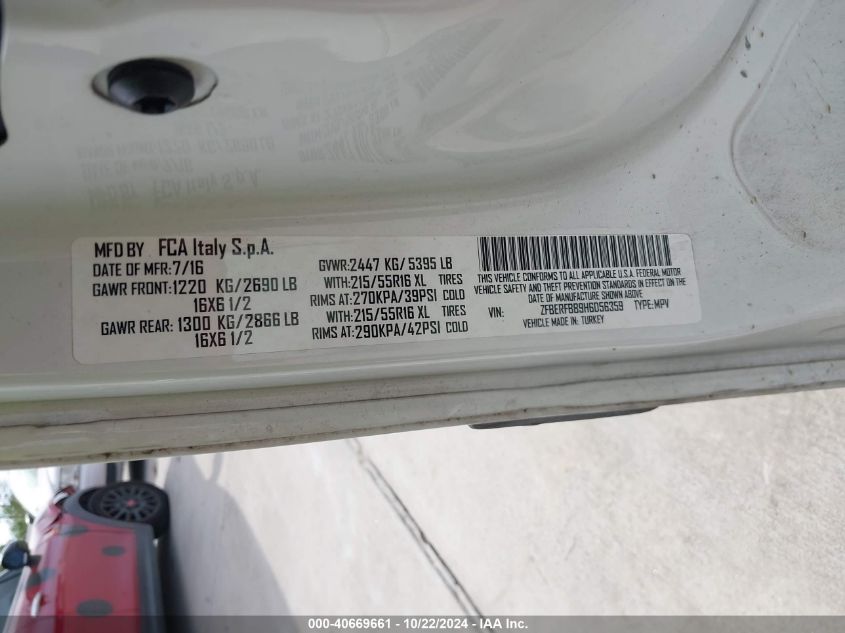 MFD BY FCA Italy S.p.A.
DATE OF MFR:7/16
GAWR FRONT:1220 KG/2690 LB
16X6 1/2
GAWR REAR: 1300 KG/2866 LB
16X6 1/2
GVWR:2447 KG/ 5395 LB
WITH:215/55R16 XL TIRES
RIMS AT:270KPA/39PSI COLD
WITH:215/55R16 XL TIRES
RIMS AT:290KPA/42PSI COLD
THIS VEHICLE CONFORMS TO ALL APPLICABLE U.S.A. FEDERAL MOTOR
VEHICLE SAFETY AND THEFT PREVENTION STANDARDS IN EFFECT ON THE
DATE OF MANUFACTURE SHOWN ABOVE
VIN: ZFBERFBB9H6D56359 TYPE: MPV
VEHICLE MADE IN: TURKEY
000-40669661 - 10/22/2024 - IAA Inc.